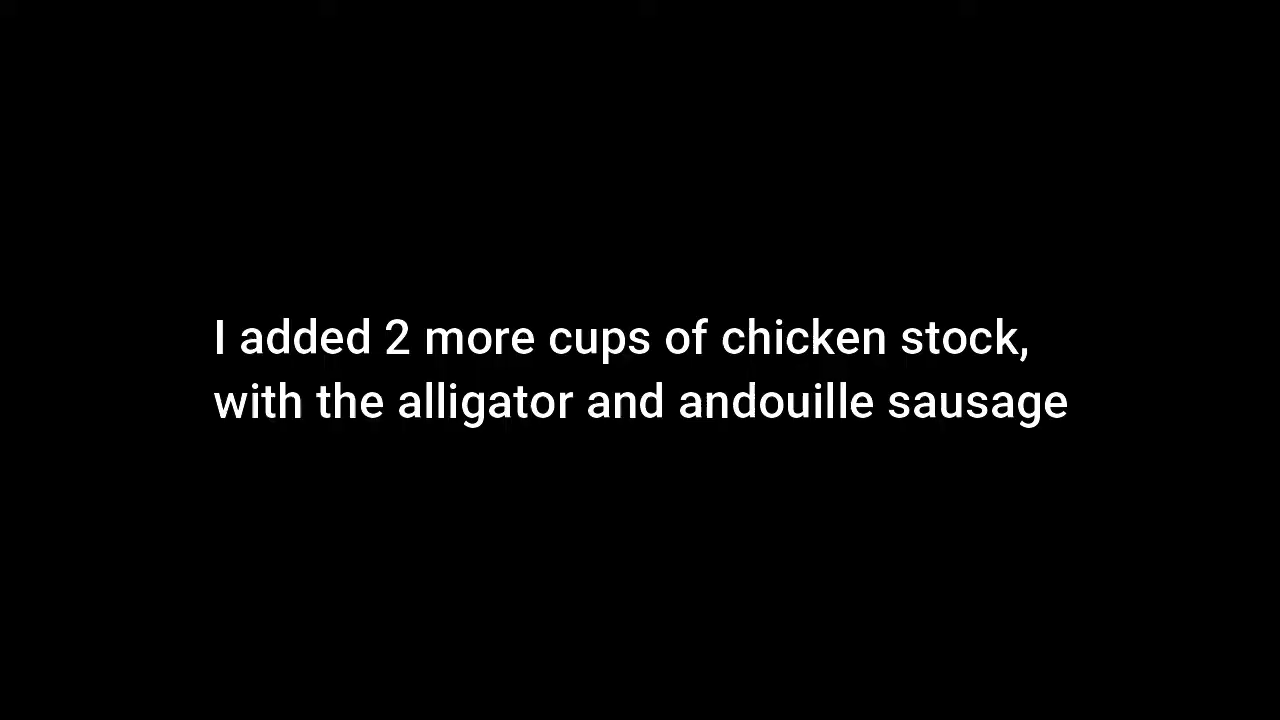 I added 2 more cups of chicken stock,
with the alligator and andouille sausage